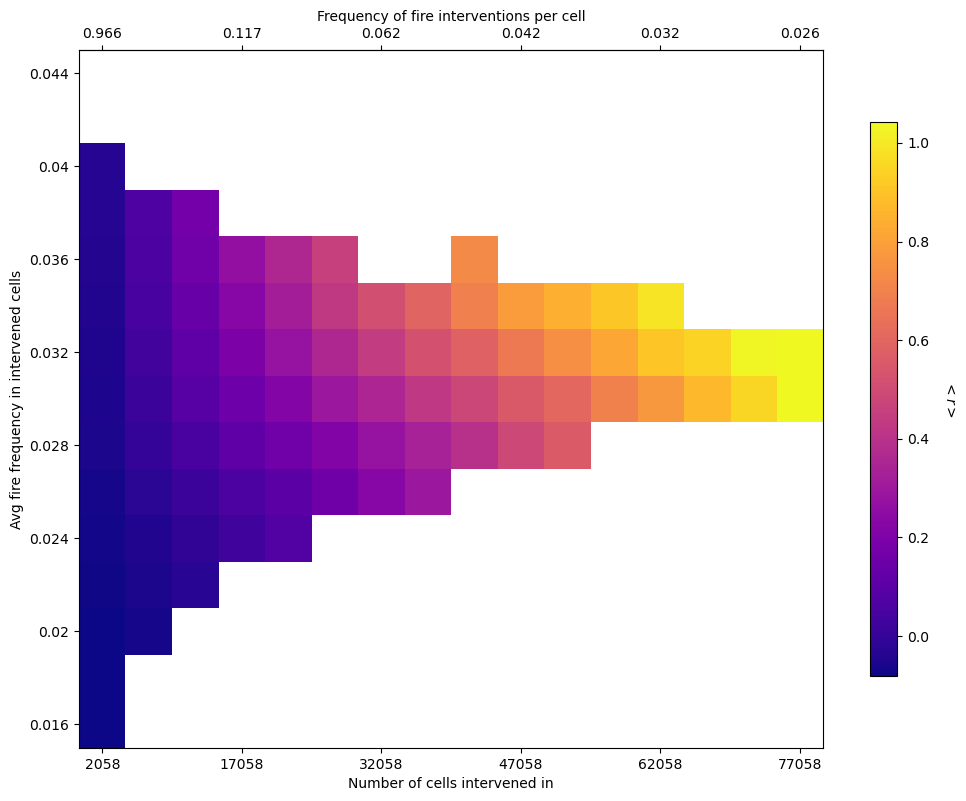 Frequency of fire interventions per cell
0.966 0.117 0.062 0.042 0.032 0.026
0.044
0.04
0.036
0.032
0.028
0.024
0.02
0.016
Avg fire frequency in intervened cells
2058 17058 32058 47058 62058 77058
Number of cells intervened in
1.0
0.8
0.6
0.4
0.2
0.0
< r >